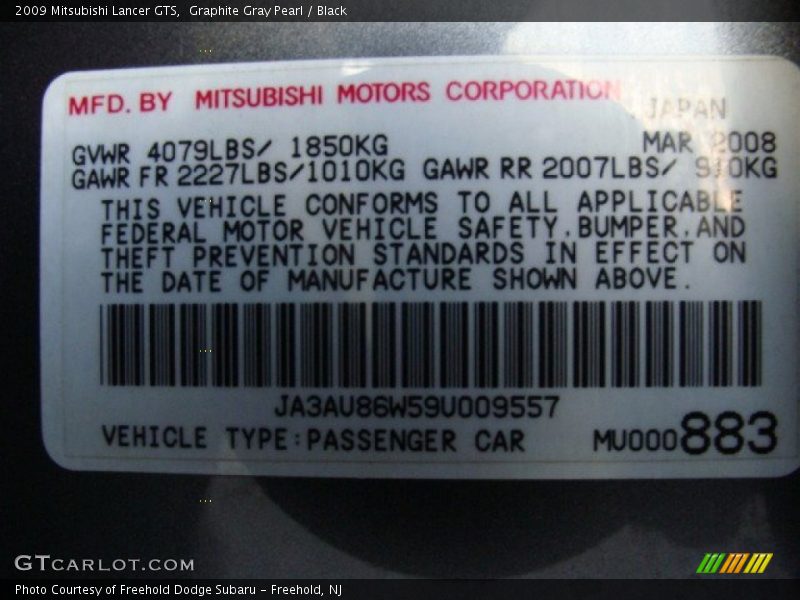 2009 Mitsubishi Lancer GTS,  Graphite Gray Pearl / Black
MFD. BY MITSUBISHI MOTORS CORPORATION JAPAN
GVWR 4079LBS/ 1850KG MAR 2008
GAWR FR 2227LBS/1010KG GAWR RR 2007LBS/ 910KG
THIS VEHICLE CONFORMS TO ALL APPLICABLE
FEDERAL MOTOR VEHICLE SAFETY,BUMPER,AND
THEFT PREVENTION STANDARDS IN EFFECT ON
THE DATE OF MANUFACTURE SHOWN ABOVE.
JA3AU86W59U009557
VEHICLE TYPE:PASSENGER CAR MU000883
GTCARLOT.COM
Photo Courtesy of Freehold Dodge Subaru - Freehold, NJ